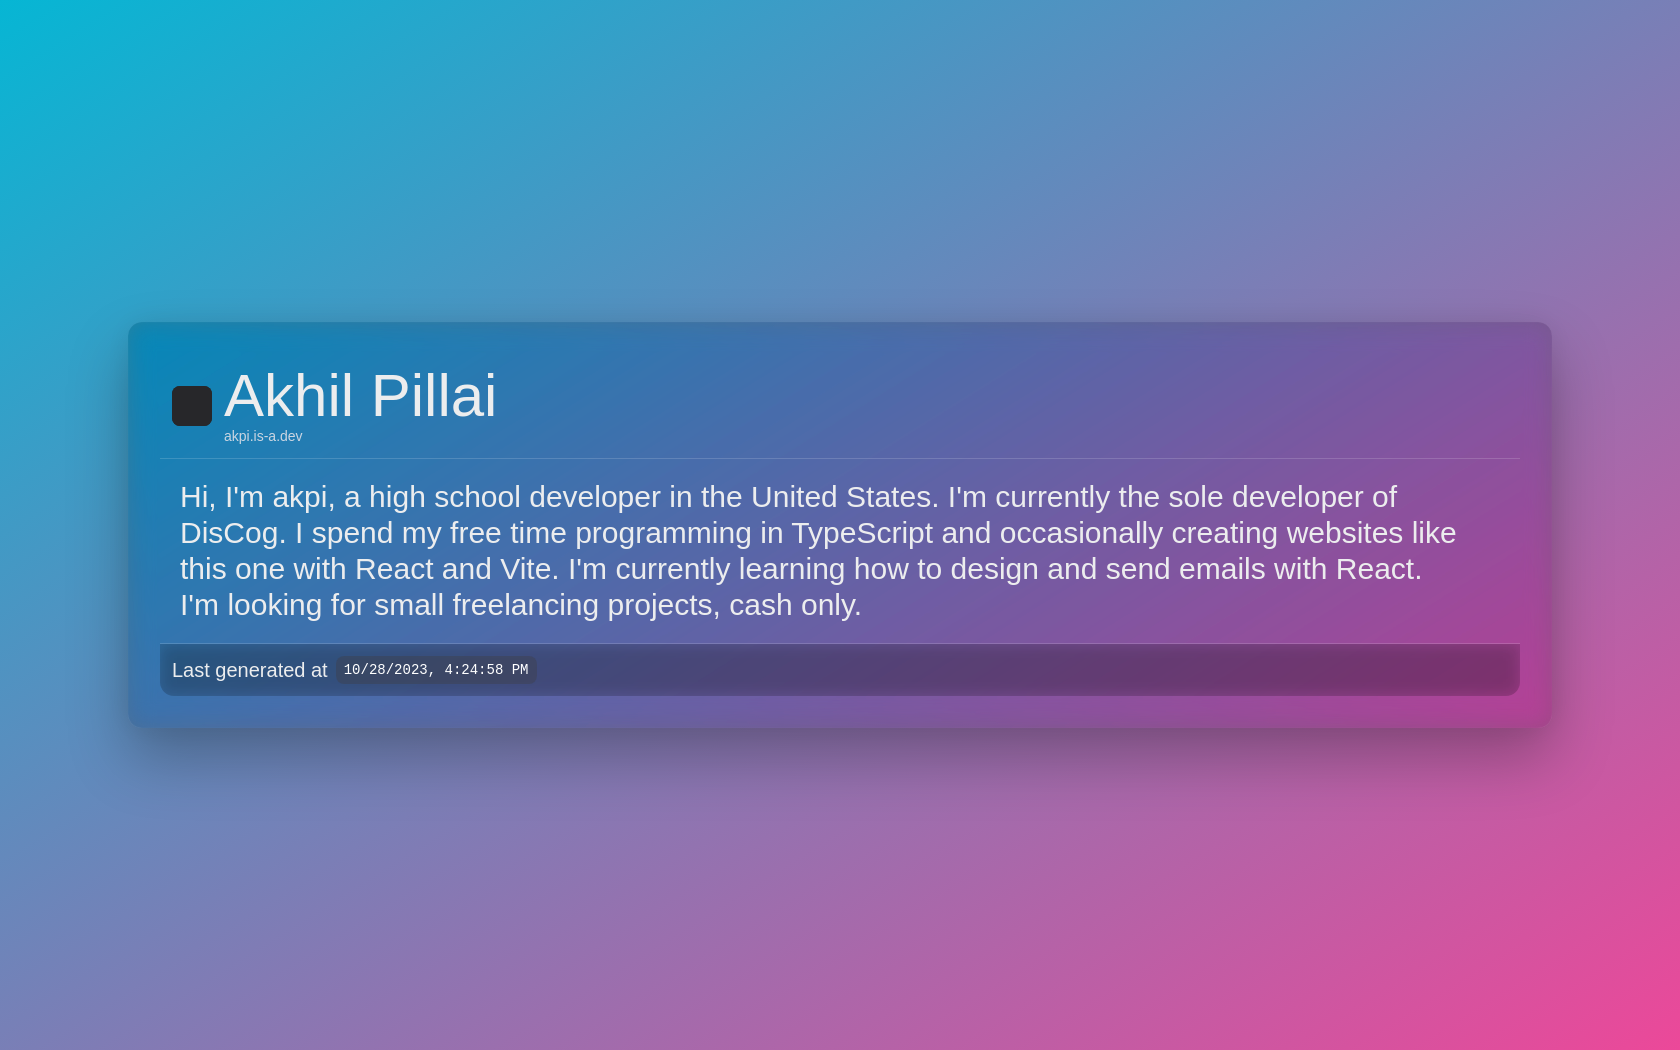 Akhil Pillai
akpi.is-a.dev
Hi, I'm akpi, a high school developer in the United States. I'm currently the sole developer of
DisCog. I spend my free time programming in TypeScript and occasionally creating websites like
this one with React and Vite. I'm currently learning how to design and send emails with React.
I'm looking for small freelancing projects, cash only.
Last generated at 10/28/2023, 4:24:58 PM